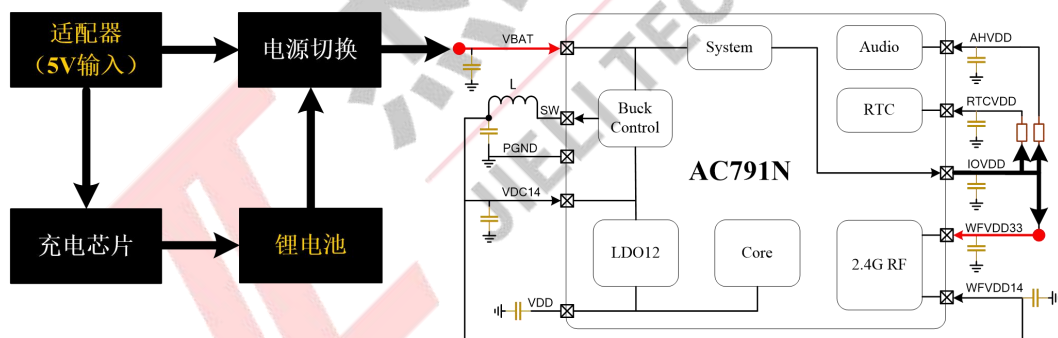 适配器
（5V输入）
电源切换
充电芯片
锂电池
VBAT
L
SW
PGND
VDC14
VDD
System
Buck
Control
LDO12
Core
AC791N
Audio
RTC
2.4G RF
AHVDD
RTCVDD
IOVDD
WFVDD33
WFVDD14
JIELI TEC